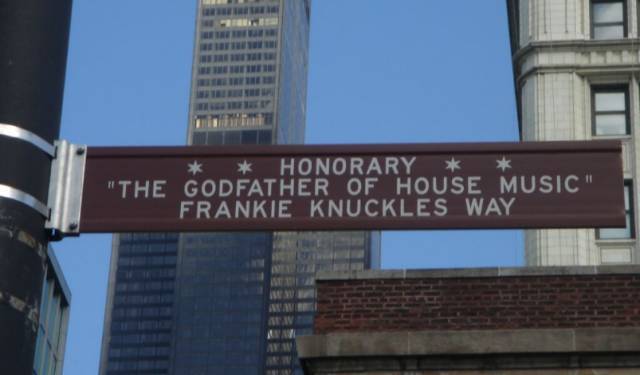 HONORARY
"THE GODFATHER OF HOUSE MUSIC"
FRANKIE KNUCKLES WAY